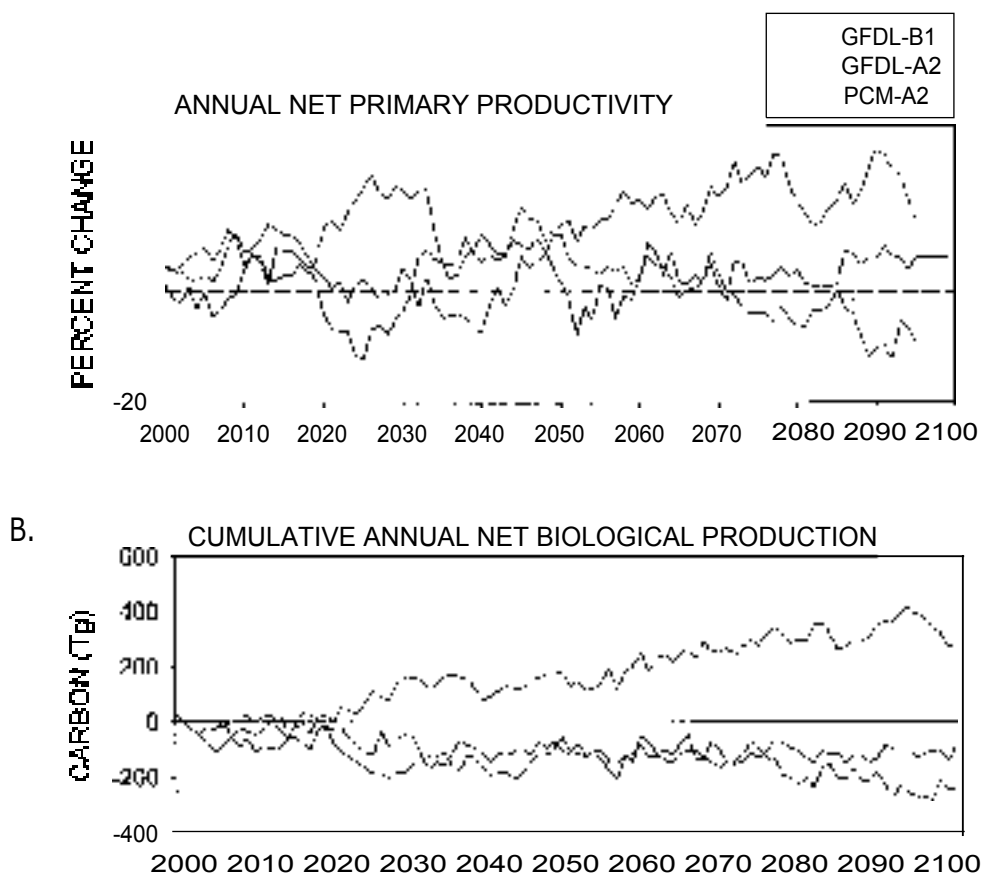 GFDL-B1
GFDL-A2
PCM-A2
ANNUAL NET PRIMARY PRODUCTIVITY
PERCENT CHANGE
-20
2000 2010 2020 2030 2040 2050 2060 2070 2080 2090 2100
B.
CUMULATIVE ANNUAL NET BIOLOGICAL PRODUCTION
CARBON (Tg)
600
400
200
0
-200
-400
2000 2010 2020 2030 2040 2050 2060 2070 2080 2090 2100